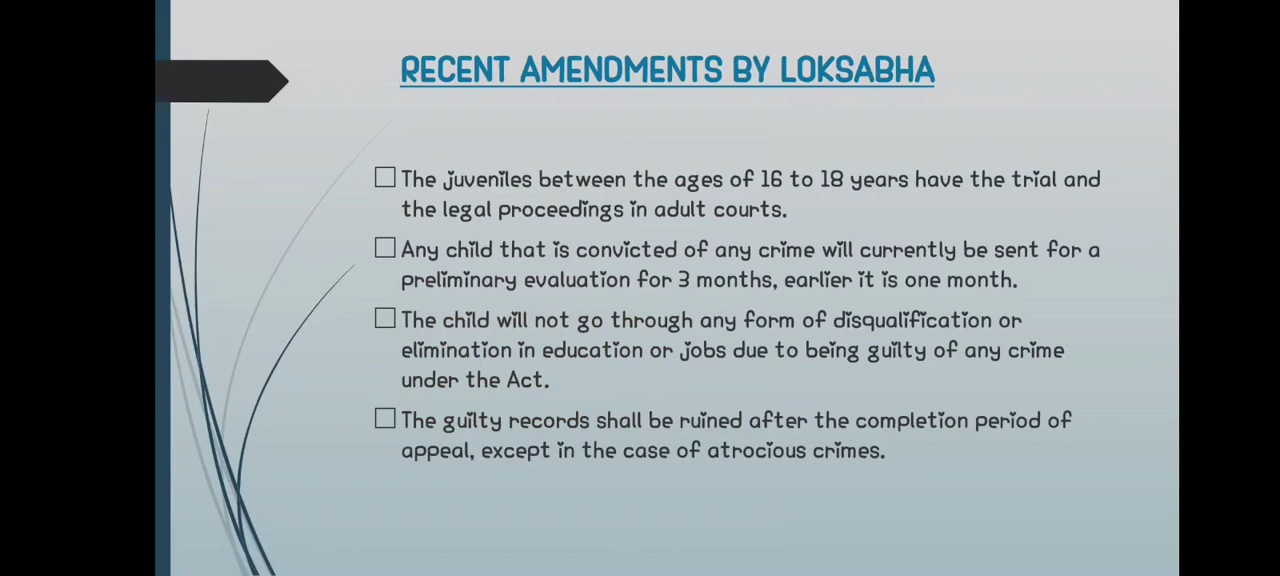 RECENT AMENDMENTS BY LOKSABHA
The juveniles between the ages of 16 to 18 years have the trial and
the legal proceedings in adult courts.
Any child that is convicted of any crime will currently be sent for a
preliminary evaluation for 3 months, earlier it is one month.
The child will not go through any form of disqualification or
elimination in education or jobs due to being guilty of any crime
under the Act.
The guilty records shall be ruined after the completion period of
appeal, except in the case of atrocious crimes.